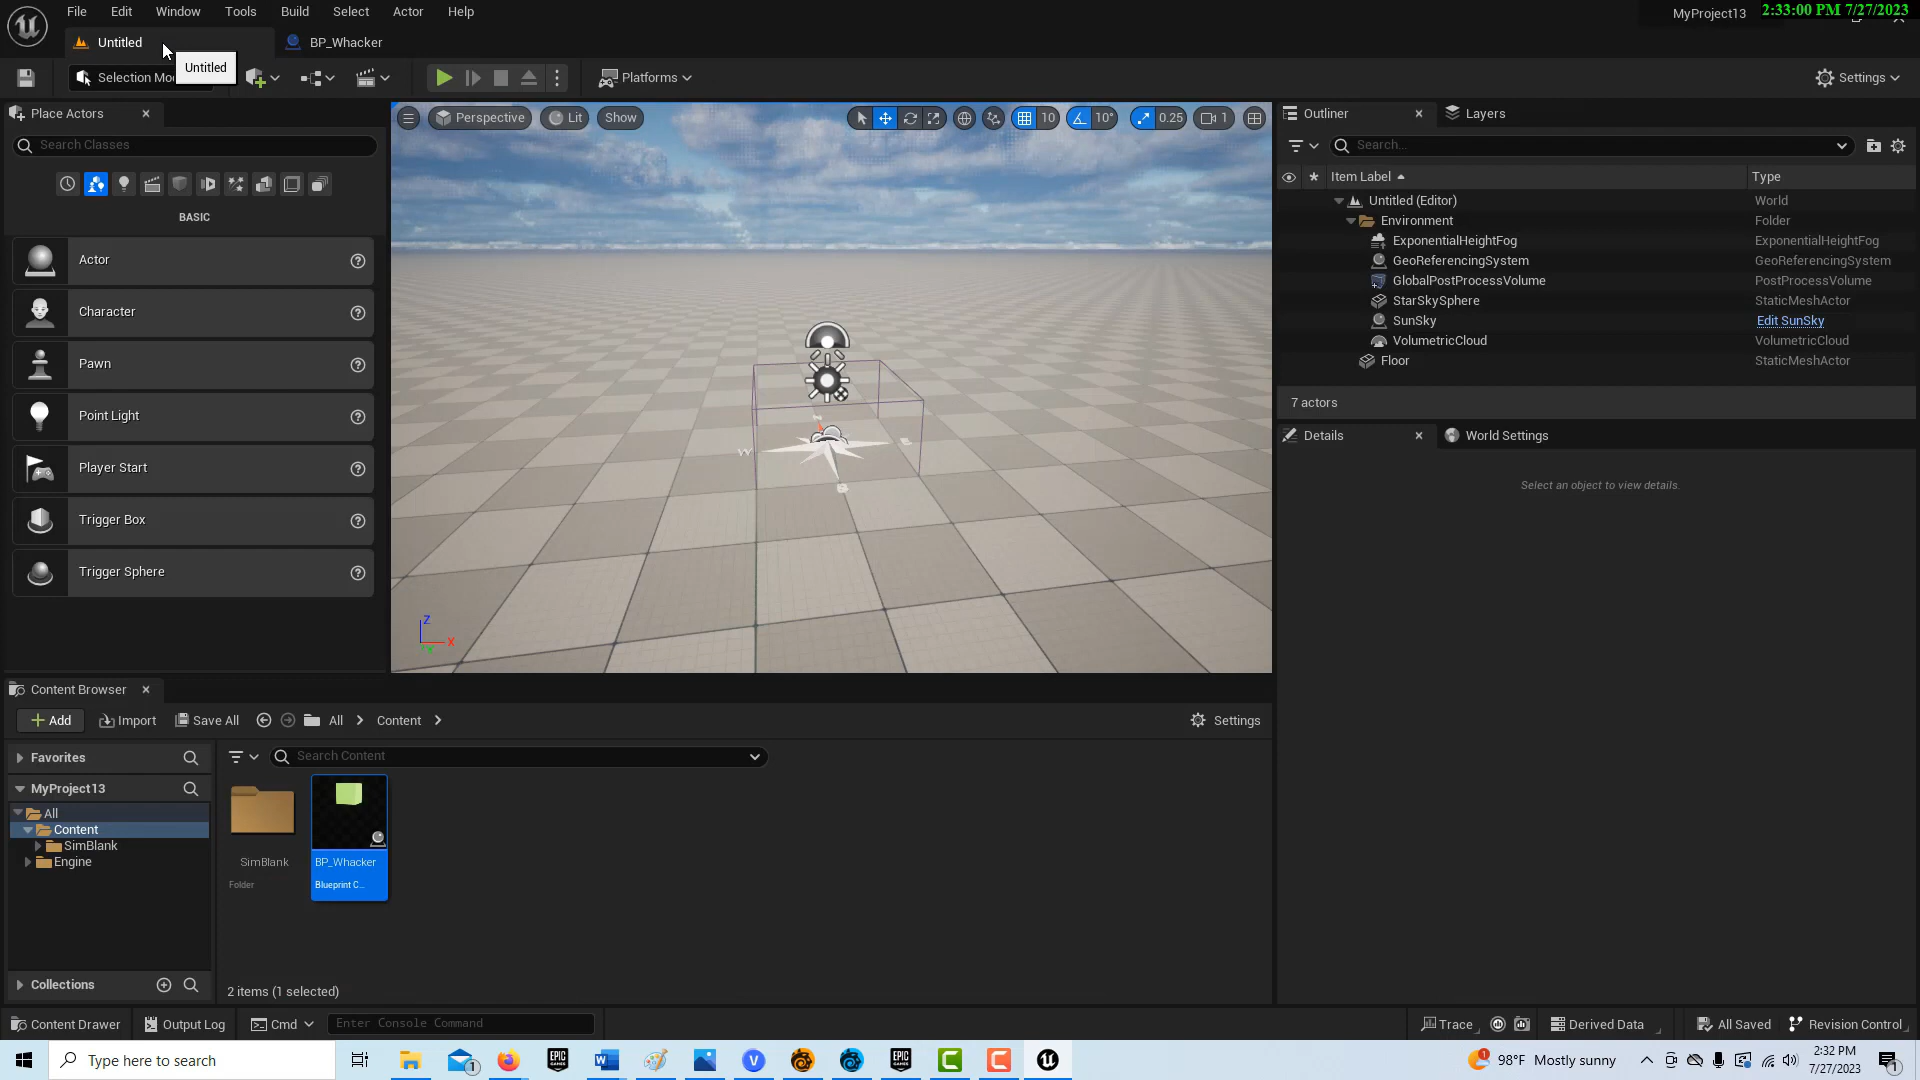 File Edit Window Tools Build Select Actor Help
MyProject13
2:33:00 PM 7/27/2023
Untitled
BP_Whacker
Untitled
Selection Mo
Platforms
Settings
Place Actors
Search Classes
BASIC
Actor
Character
Pawn
Point Light
Player Start
Trigger Box
Trigger Sphere
Perspective
Lit
Show
10
10°
0.25
1
W
Z
X
Outliner
Layers
Search...
Item Label
Type
Untitled (Editor) World
Environment Folder
ExponentialHeightFog ExponentialHeightFog
GeoReferencingSystem GeoReferencingSystem
GlobalPostProcessVolume PostProcessVolume
StarSkySphere StaticMeshActor
SunSky Edit SunSky
VolumetricCloud VolumetricCloud
Floor StaticMeshActor
7 actors
Details
World Settings
Select an object to view details.
Content Browser
Add
Import
Save All
All
Content
Settings
Favorites
MyProject13
All
Content
SimBlank
Engine
Collections
Search Content
SimBlank
Folder
BP_Whacker
Blueprint C...
2 items (1 selected)
Content Drawer
Output Log
Cmd
Enter Console Command
Trace
Derived Data
All Saved
Revision Control
Type here to search
98°F Mostly sunny
2:32 PM
7/27/2023